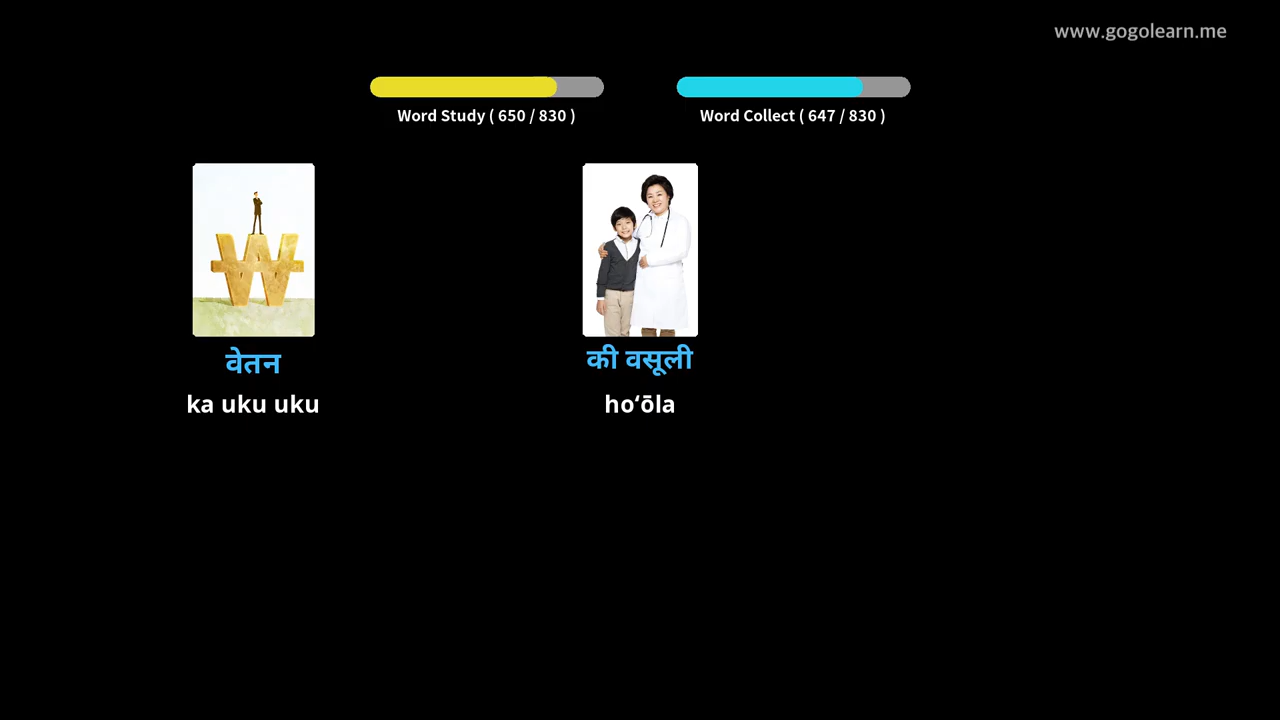 www.gogolearn.me
Word Study ( 650 / 830 )
Word Collect ( 647 / 830 )
वेतन
की वसूली
ka uku uku
hoʻōla